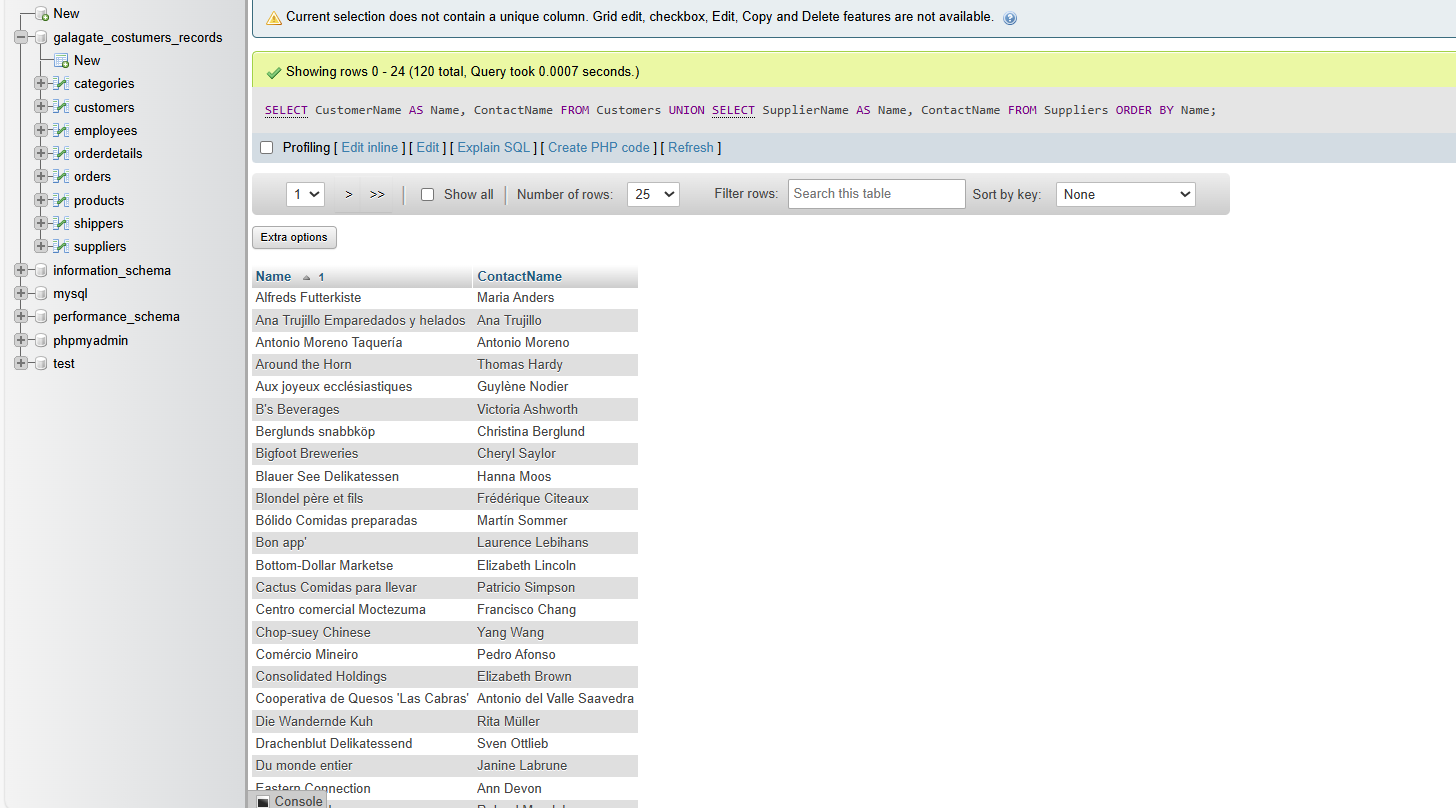 New
galagate_costumers_records
New
categories
customers
employees
orderdetails
orders
products
shippers
suppliers
information_schema
mysql
performance_schema
phpmyadmin
test
Current selection does not contain a unique column. Grid edit, checkbox, Edit, Copy and Delete features are not available.
Showing rows 0 - 24 (120 total, Query took 0.0007 seconds.)
SELECT CustomerName AS Name, ContactName FROM Customers UNION SELECT SupplierName AS Name, ContactName FROM Suppliers ORDER BY Name;
Profiling [ Edit inline ] [ Edit ] [ Explain SQL ] [ Create PHP code ] [ Refresh ]
1 > >> Show all Number of rows: 25 Filter rows: Search this table Sort by key: None
Extra options
Name 1 ContactName
Alfreds Futterkiste Maria Anders
Ana Trujillo Emparedados y helados Ana Trujillo
Antonio Moreno Taquería Antonio Moreno
Around the Horn Thomas Hardy
Aux joyeux ecclésiastiques Guylène Nodier
B's Beverages Victoria Ashworth
Berglunds snabbköp Christina Berglund
Bigfoot Breweries Cheryl Saylor
Blauer See Delikatessen Hanna Moos
Blondel père et fils Frédérique Citeaux
Bólido Comidas preparadas Martín Sommer
Bon app' Laurence Lebihans
Bottom-Dollar Marketse Elizabeth Lincoln
Cactus Comidas para llevar Patricio Simpson
Centro comercial Moctezuma Francisco Chang
Chop-suey Chinese Yang Wang
Comércio Mineiro Pedro Afonso
Consolidated Holdings Elizabeth Brown
Cooperativa de Quesos 'Las Cabras' Antonio del Valle Saavedra
Die Wandernde Kuh Rita Müller
Drachenblut Delikatessend Sven Ottlieb
Du monde entier Janine Labrune
Eastern Connection Ann Devon
Console